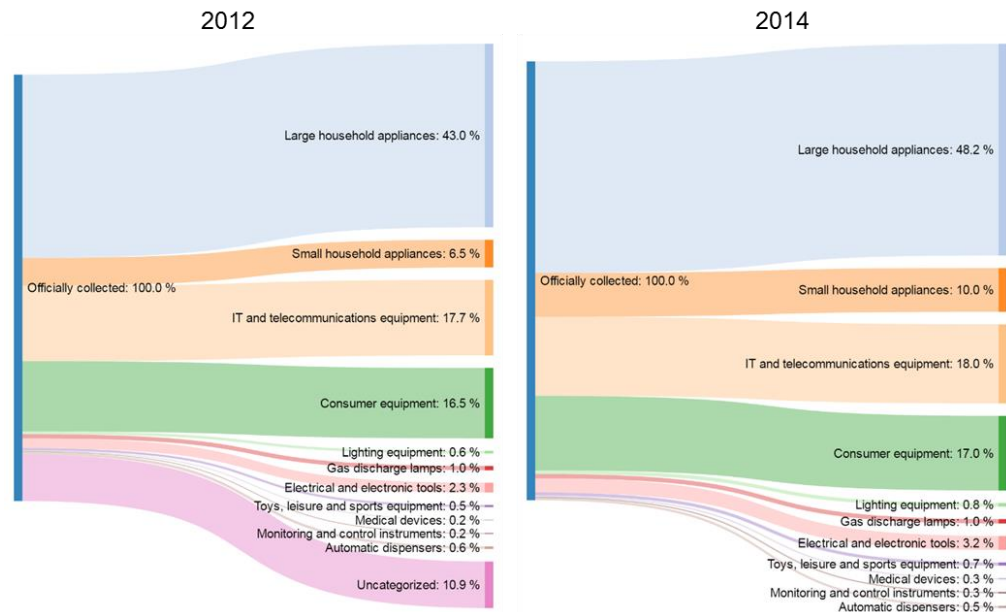 2012
Large household appliances: 43.0 %
Small household appliances: 6.5 %
Officially collected: 100.0 %
IT and telecommunications equipment: 17.7 %
Consumer equipment: 16.5 %
Lighting equipment: 0.6 %
Gas discharge lamps: 1.0 %
Electrical and electronic tools: 2.3 %
Toys, leisure and sports equipment: 0.5 %
Medical devices: 0.2 %
Monitoring and control instruments: 0.2 %
Automatic dispensers: 0.6 %
Uncategorized: 10.9 %
2014
Large household appliances: 48.2 %
Officially collected: 100.0 %
Small household appliances: 10.0 %
IT and telecommunications equipment: 18.0 %
Consumer equipment: 17.0 %
Lighting equipment: 0.8 %
Gas discharge lamps: 1.0 %
Electrical and electronic tools: 3.2 %
Toys, leisure and sports equipment: 0.7 %
Medical devices: 0.3 %
Monitoring and control instruments: 0.3 %
Automatic dispensers: 0.5 %